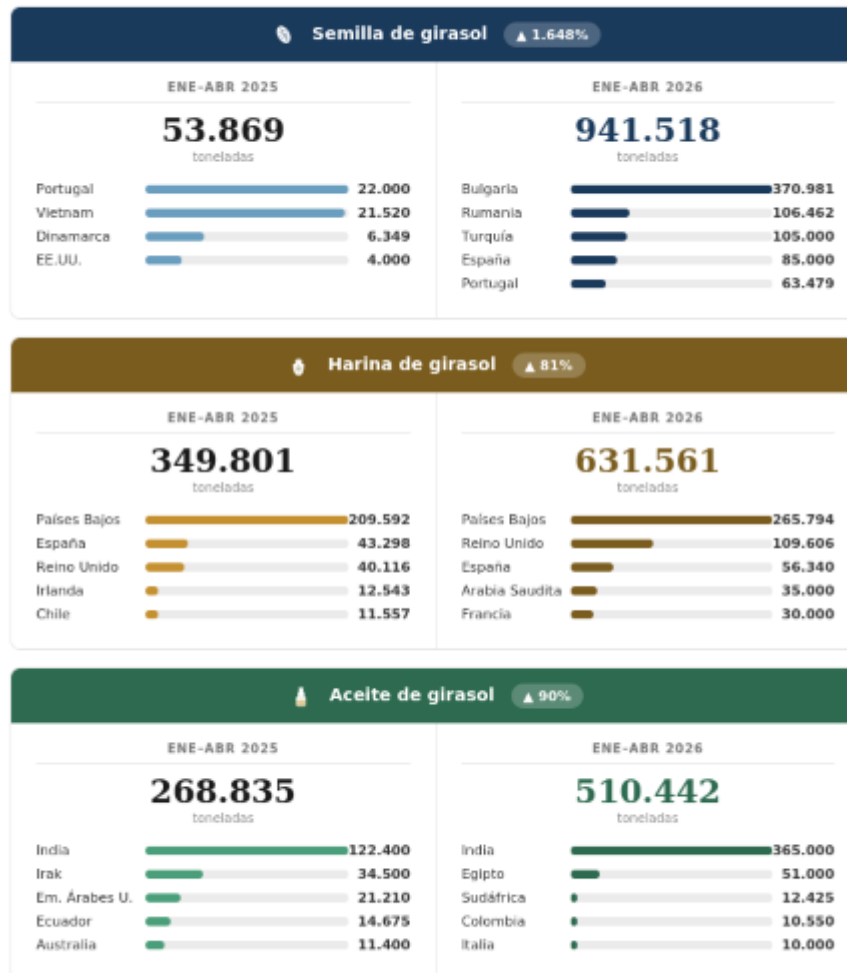 Semilla de girasol ▲ 1.648%
ENE-ABR 2025
53.869
toneladas
Portugal 22.000
Vietnam 21.520
Dinamarca 6.349
EE.UU. 4.000
ENE-ABR 2026
941.518
toneladas
Bulgaria 370.981
Rumania 106.462
Turquía 105.000
España 85.000
Portugal 63.479
Harina de girasol ▲ 81%
ENE-ABR 2025
349.801
toneladas
Países Bajos 209.592
España 43.298
Reino Unido 40.116
Irlanda 12.543
Chile 11.557
ENE-ABR 2026
631.561
toneladas
Países Bajos 265.794
Reino Unido 109.606
España 56.340
Arabia Saudita 35.000
Francia 30.000
Aceite de girasol ▲ 90%
ENE-ABR 2025
268.835
toneladas
India 122.400
Irak 34.500
Em. Árabes U. 21.210
Ecuador 14.675
Australia 11.400
ENE-ABR 2026
510.442
toneladas
India 365.000
Egipto 51.000
Sudáfrica 12.425
Colombia 10.550
Italia 10.000